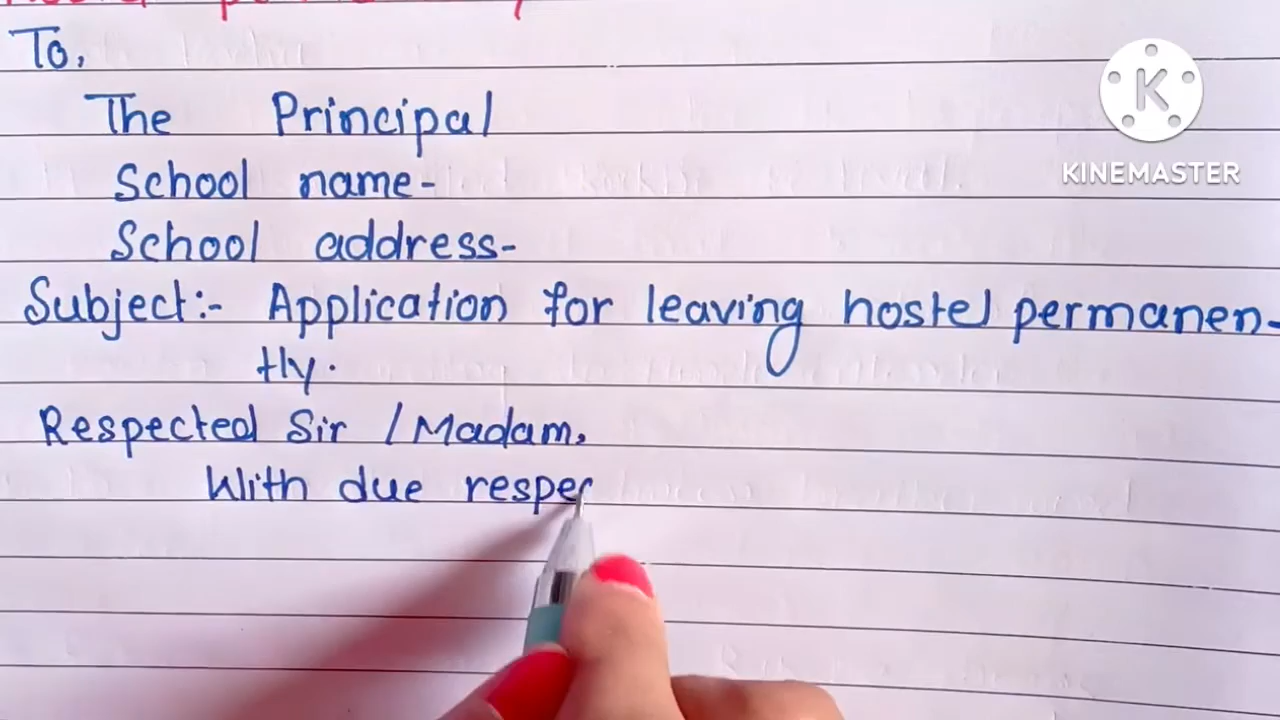 To,
The Principal
School name-
School address-
Subject:- Application for leaving hostel permanen-
tly.
Respected Sir / Madam,
With due respec
K
KINEMASTER